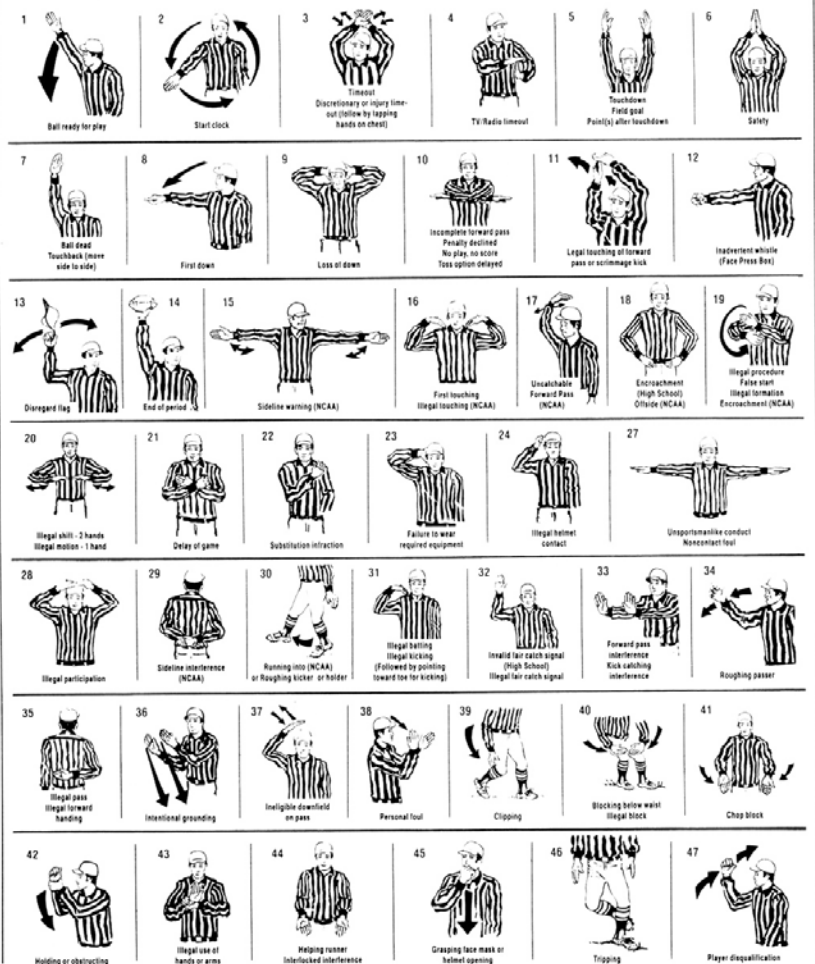 1
Ball ready for play
2
Start clock
3
Timeout
Discretionary or injury time-
out (follow by tapping
hands on chest)
4
TV/Radio timeout
5
Touchdown
Field goal
Point(s) after touchdown
6
Safety
7
Ball dead
Touchback (move
side to side)
8
First down
9
Loss of down
10
Incomplete forward pass
Penalty declined
No play, no score
Toss option delayed
11
Legal touching of forward
pass or scrimmage kick
12
Inadvertent whistle
(Face Press Box)
13
Disregard flag
14
End of period
15
Sideline warning (NCAA)
16
First touching
Illegal touching (NCAA)
17
Uncatchable
Forward Pass
(NCAA)
18
Encroachment
(High School)
Offside (NCAA)
19
Illegal procedure
False start
Illegal formation
Encroachment (NCAA)
20
Illegal shift - 2 hands
Illegal motion - 1 hand
21
Delay of game
22
Substitution infraction
23
Failure to wear
required equipment
24
Illegal helmet
contact
27
Unsportsmanlike conduct
Noncontact foul
28
Illegal participation
29
Sideline interference
(NCAA)
30
Running into (NCAA)
or Roughing kicker or holder
31
Illegal batting
Illegal kicking
(Followed by pointing
toward toe for kicking)
32
Invalid fair catch signal
(High School)
Illegal fair catch signal
33
Forward pass
interference
Kick catching
interference
34
Roughing passer
35
Illegal pass
Illegal forward
handing
36
Intentional grounding
37
Ineligible downfield
on pass
38
Personal foul
39
Clipping
40
Blocking below waist
Illegal block
41
Chop block
42
Holding or obstructing
43
Illegal use of
hands or arms
44
Helping runner
Interlocked interference
45
Grasping face mask or
helmet opening
46
Tripping
47
Player disqualification